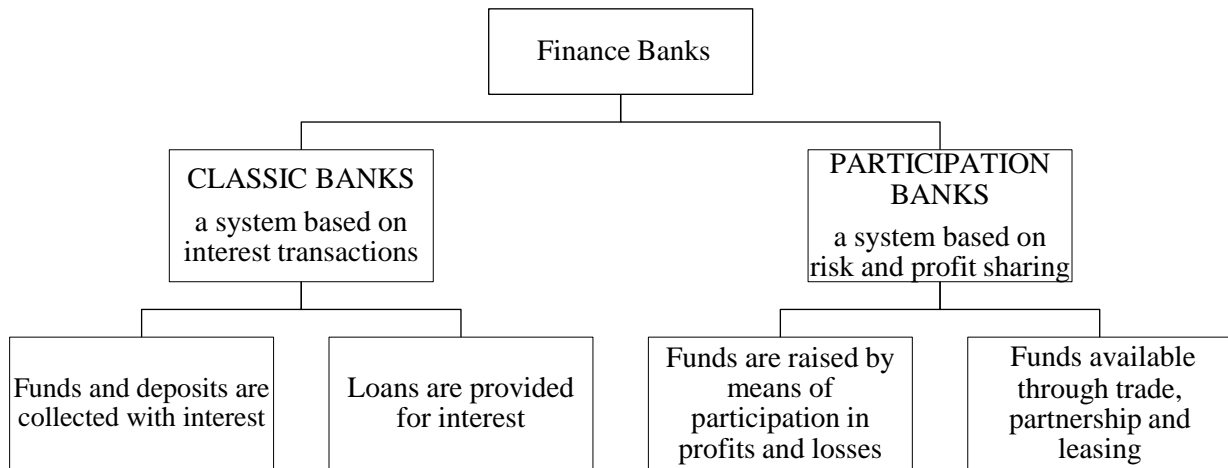 Finance Banks
CLASSIC BANKS
a system based on
interest transactions
PARTICIPATION
BANKS
a system based on
risk and profit sharing
Funds and deposits are
collected with interest
Loans are provided
for interest
Funds are raised by
means of
participation in
profits and losses
Funds available
through trade,
partnership and
leasing